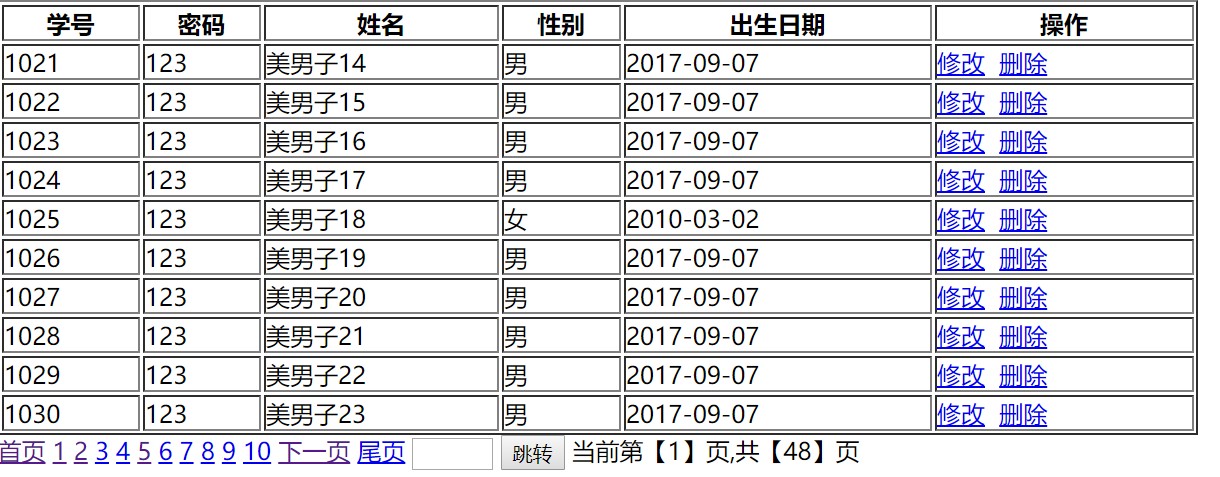 学号 密码 姓名 性别 出生日期 操作
1021 123 美男子14 男 2017-09-07 修改 删除
1022 123 美男子15 男 2017-09-07 修改 删除
1023 123 美男子16 男 2017-09-07 修改 删除
1024 123 美男子17 男 2017-09-07 修改 删除
1025 123 美男子18 女 2010-03-02 修改 删除
1026 123 美男子19 男 2017-09-07 修改 删除
1027 123 美男子20 男 2017-09-07 修改 删除
1028 123 美男子21 男 2017-09-07 修改 删除
1029 123 美男子22 男 2017-09-07 修改 删除
1030 123 美男子23 男 2017-09-07 修改 删除
首页 1 2 3 4 5 6 7 8 9 10 下一页 尾页 跳转 当前第【1】页,共【48】页